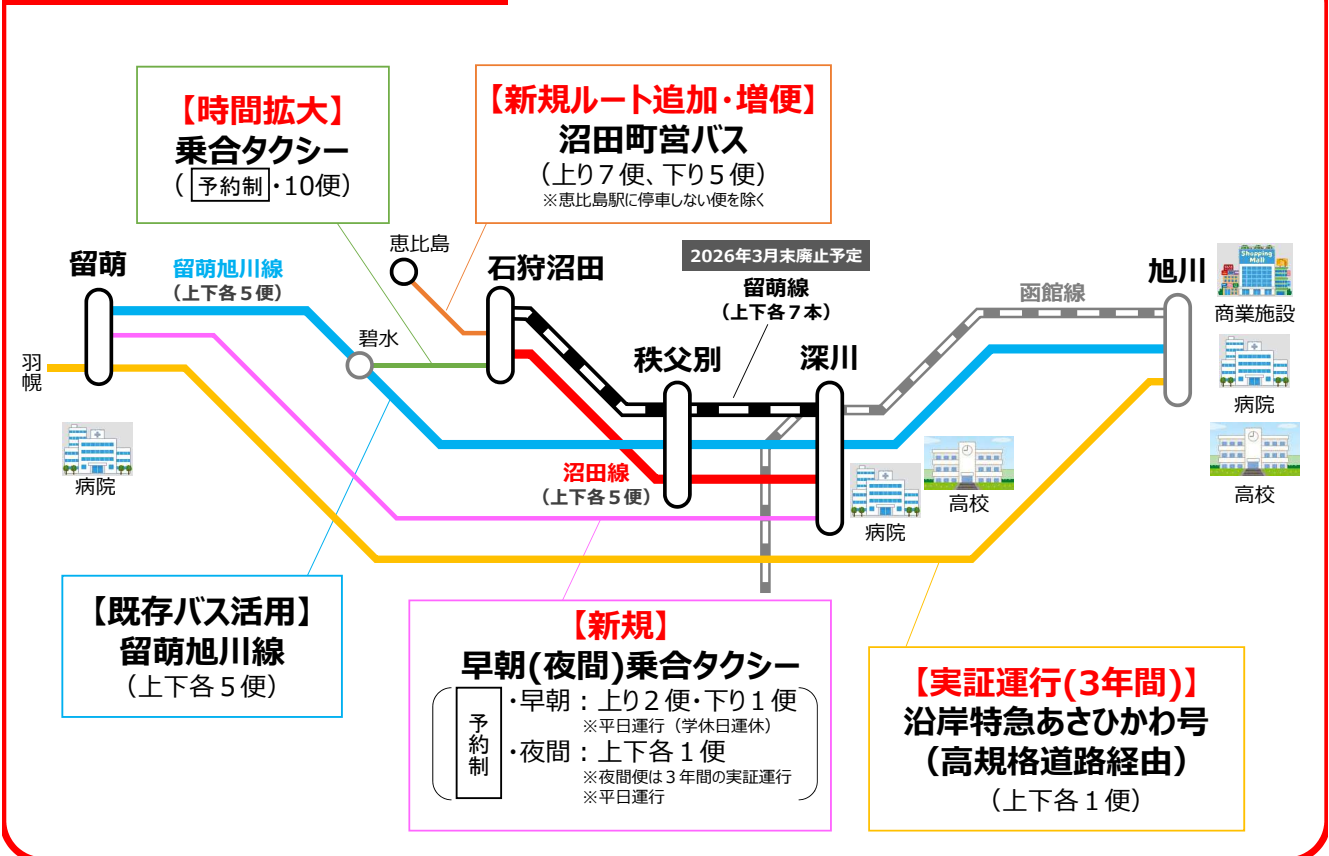 【時間拡大】
乗合タクシー
（予約制・10便）
【新規ルート追加・増便】
沼田町営バス
（上り７便、下り５便）
※恵比島駅に停車しない便を除く
留萌
留萌旭川線
（上下各５便）
恵比島
石狩沼田
2026年3月末廃止予定
留萌線
（上下各７本）
函館線
旭川
Shopping
Mall
商業施設
碧水
秩父別
深川
羽幌
病院
高校
病院
沼田線
（上下各５便）
病院
高校
【既存バス活用】
留萌旭川線
（上下各５便）
【新規】
早朝(夜間)乗合タクシー
予約制
・早朝：上り２便・下り１便
※平日運行（学休日運休）
・夜間：上下各１便
※夜間便は３年間の実証運行
※平日運行
【実証運行(3年間)】
沿岸特急あさひかわ号
（高規格道路経由）
（上下各１便）